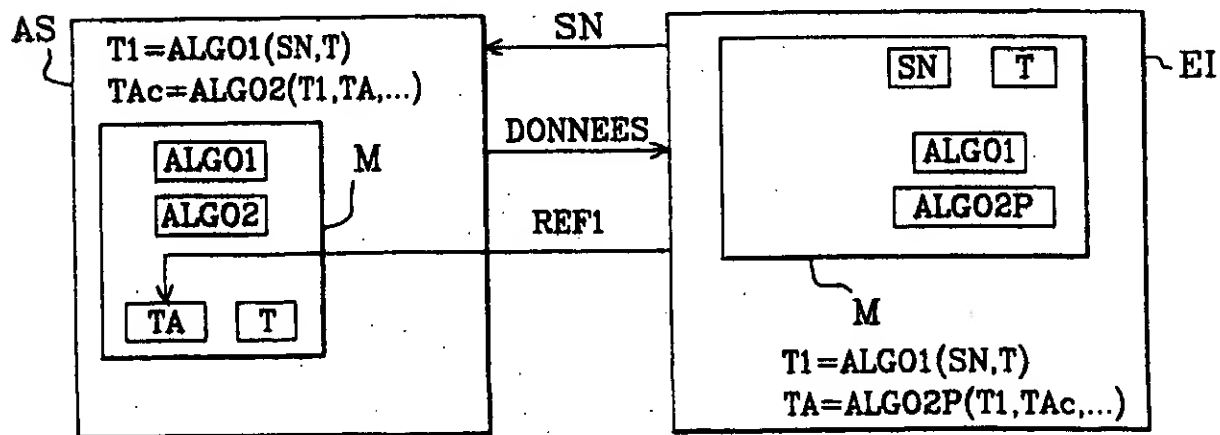 AS
T1=ALGO1(SN,T)
TAc=ALGO2(T1,TA,...)
ALGO1
ALGO2
M
TA
T
SN
DONNEES
REF1
EI
SN
T
ALGO1
ALGO2P
M
T1=ALGO1(SN,T)
TA=ALGO2P(T1,TAc,...)